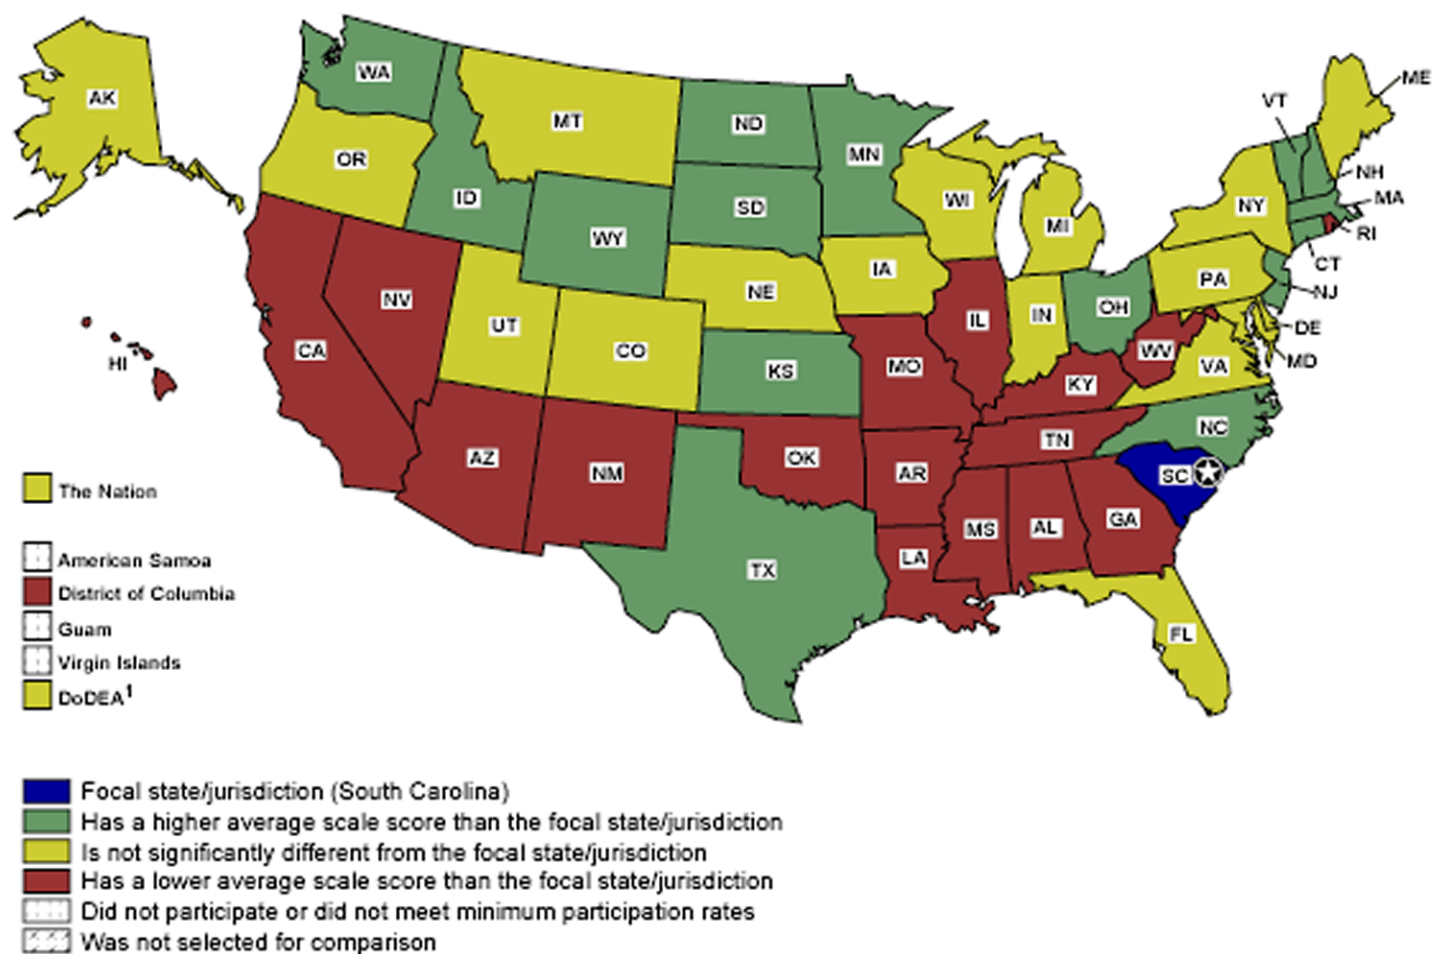 AK
WA
OR
ID
MT
WY
ND
SD
MN
WI
MI
IA
NE
NV
CA
UT
CO
KS
MO
IL
IN
OH
KY
WV
VA
PA
NY
VT
ME
NH
MA
RI
CT
NJ
DE
MD
HI
AZ
NM
OK
TX
AR
LA
MS
AL
TN
GA
NC
SC
FL
The Nation
American Samoa
District of Columbia
Guam
Virgin Islands
DoDEA¹
Focal state/jurisdiction (South Carolina)
Has a higher average scale score than the focal state/jurisdiction
Is not significantly different from the focal state/jurisdiction
Has a lower average scale score than the focal state/jurisdiction
Did not participate or did not meet minimum participation rates
Was not selected for comparison